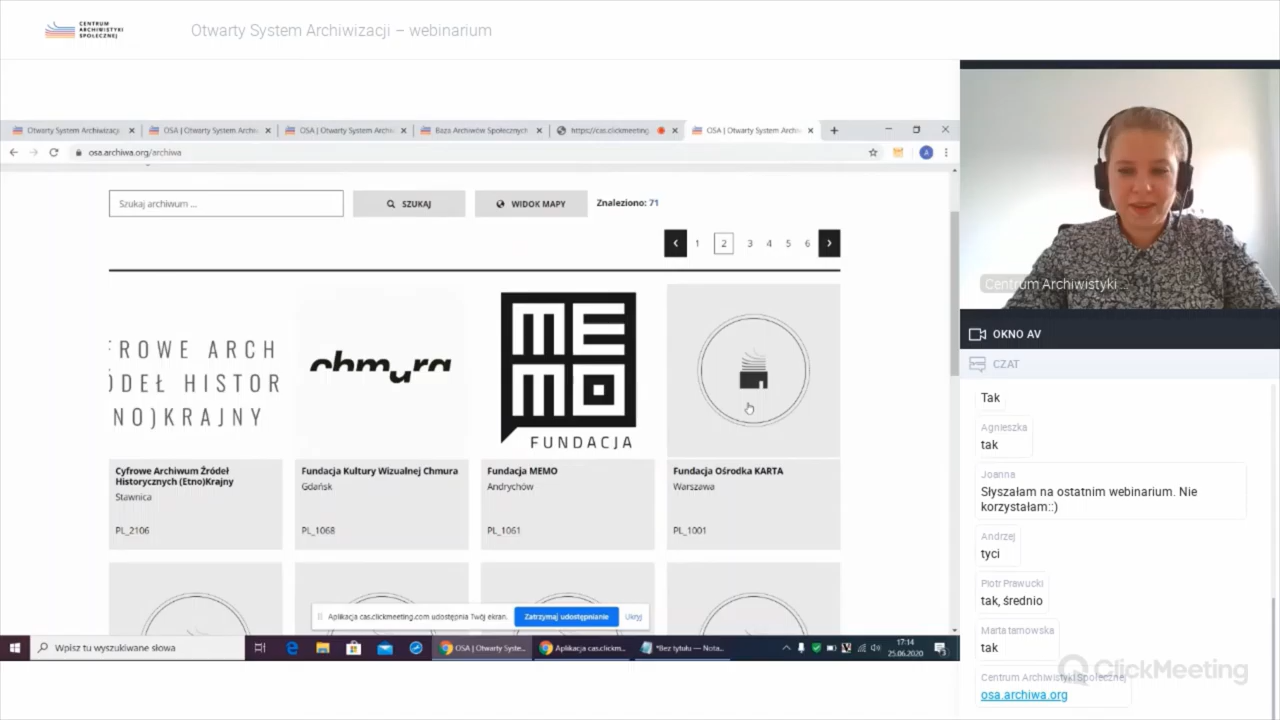 CENTRUM
ARCHIWISTYKI
SPOŁECZNEJ
Otwarty System Archiwizacji – webinarium
Otwarty System Archiwizacj
OSA | Otwarty System Archi
OSA | Otwarty System Archi
Baza Archiwów Społecznych
https://cas.clickmeeting
OSA | Otwarty System Archi
osa.archiwa.org/archiwa
Szukaj archiwum ...
SZUKAJ
WIDOK MAPY
Znaleziono: 71
1 2 3 4 5 6
FROWE ARCH
ÓDEŁ HISTOR
NO)KRAJNY
chmura
MEMO
FUNDACJA
Cyfrowe Archiwum Źródeł
Historycznych (Etno)Krajny
Stawnica
PL_2106
Fundacja Kultury Wizualnej Chmura
Gdańsk
PL_1068
Fundacja MEMO
Andrychów
PL_1061
Fundacja Ośrodka KARTA
Warszawa
PL_1001
Aplikacja cas.clickmeeting.com udostępnia Twój ekran.
Zatrzymaj udostępnianie
Ukryj
Wpisz tu wyszukiwane słowa
OSA | Otwarty Syste...
Aplikacja cas.clickm...
*Bez tytułu — Nota...
17:14
25.06.2020
Centrum Archiwistyki ...
OKNO AV
CZAT
Tak
Agnieszka
tak
Joanna
Słyszałam na ostatnim webinarium. Nie
korzystałam::)
Andrzej
tyci
Piotr Prawucki
tak, średnio
Marta tarnowska
tak
Centrum Archiwistyki Społecznej
osa.archiwa.org
ClickMeeting